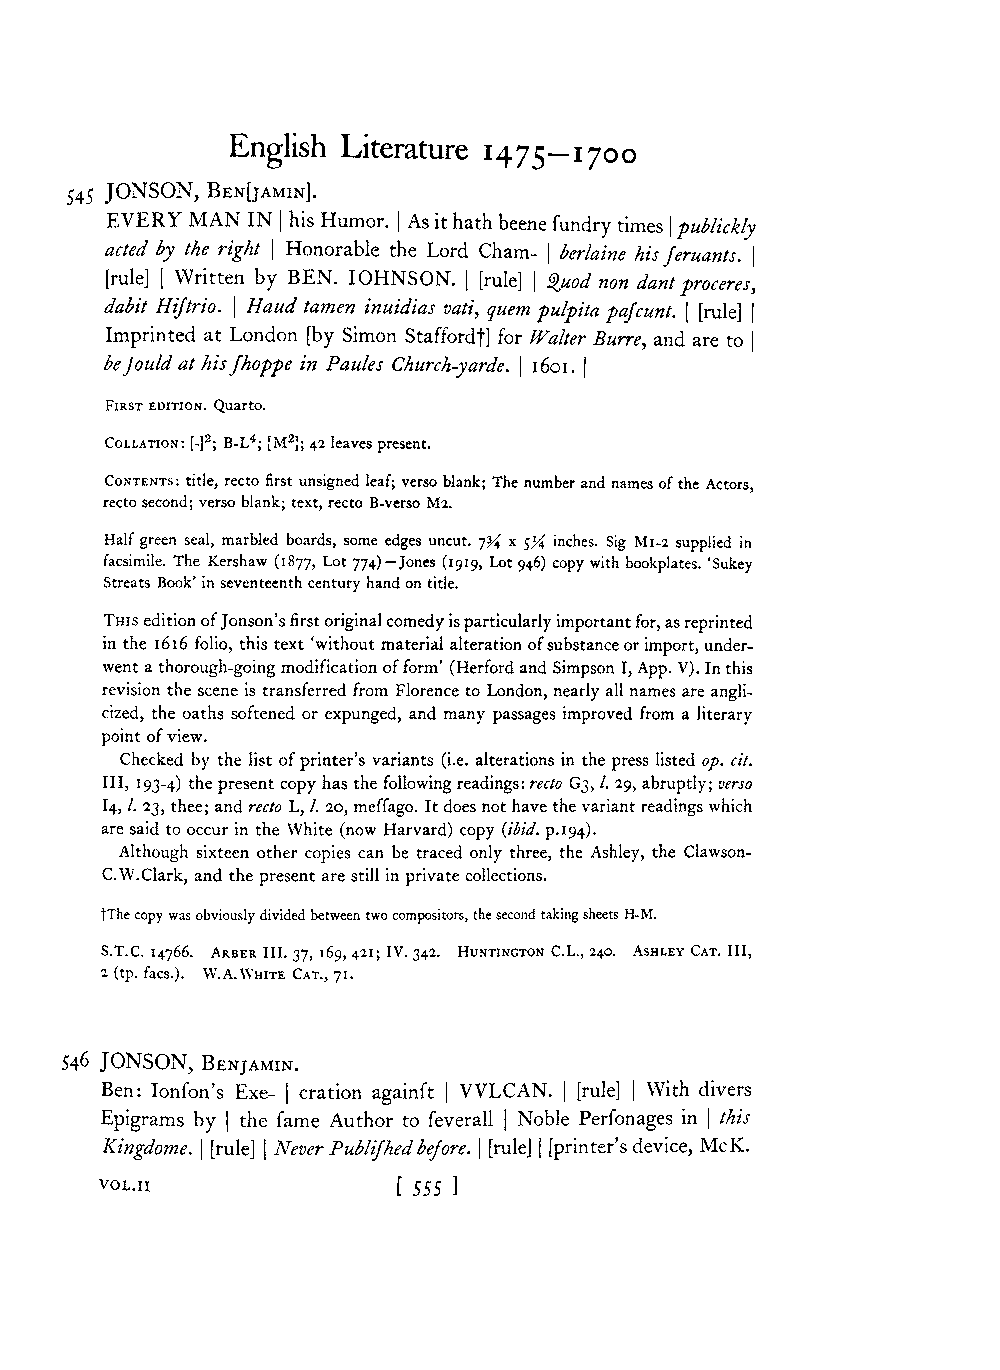 English Literature 1475—1700
545 JONSON, BEN[JAMIN].
EVERY MAN IN | his Humor. | As it hath beene ſundry times | publickly
acted by the right | Honorable the Lord Cham- | berlaine his ſeruants. |
[rule] | Written by BEN. IOHNSON. | [rule] | Quod non dant proceres,
dabit Hiſtrio. | Haud tamen inuidias vati, quem pulpita paſcunt. | [rule] |
Imprinted at London [by Simon Stafford†] for Walter Burre, and are to |
be ſould at his ſhoppe in Paules Church-yarde. | 1601. |
FIRST EDITION. Quarto.
COLLATION: [-]²; B-L⁴; [M²]; 42 leaves present.
CONTENTS: title, recto first unsigned leaf; verso blank; The number and names of the Actors,
recto second; verso blank; text, recto B-verso M2.
Half green seal, marbled boards, some edges uncut. 7¾ x 5¼ inches. Sig M1-2 supplied in
facsimile. The Kershaw (1877, Lot 774)—Jones (1919, Lot 946) copy with bookplates. 'Sukey
Streats Book' in seventeenth century hand on title.
THIS edition of Jonson's first original comedy is particularly important for, as reprinted
in the 1616 folio, this text 'without material alteration of substance or import, under-
went a thorough-going modification of form' (Herford and Simpson I, App. V). In this
revision the scene is transferred from Florence to London, nearly all names are angli-
cized, the oaths softened or expunged, and many passages improved from a literary
point of view.
Checked by the list of printer's variants (i.e. alterations in the press listed op. cit.
III, 193-4) the present copy has the following readings: recto G3, l. 29, abruptly; verso
I4, l. 23, thee; and recto L, l. 20, meſſago. It does not have the variant readings which
are said to occur in the White (now Harvard) copy (ibid. p.194).
Although sixteen other copies can be traced only three, the Ashley, the Clawson-
C.W.Clark, and the present are still in private collections.
†The copy was obviously divided between two compositors, the second taking sheets H-M.
S.T.C. 14766. ARBER III. 37, 169, 421; IV. 342. HUNTINGTON C.L., 240. ASHLEY CAT. III,
2 (tp. facs.). W.A.WHITE CAT., 71.
546 JONSON, BENJAMIN.
Ben: Ionſon's Exe- | cration againſt | VVLCAN. | [rule] | With divers
Epigrams by | the ſame Author to ſeverall | Noble Perſonages in | this
Kingdome. | [rule] | Never Publiſhed before. | [rule] | [printer's device, McK.
VOL.II [ 555 ]